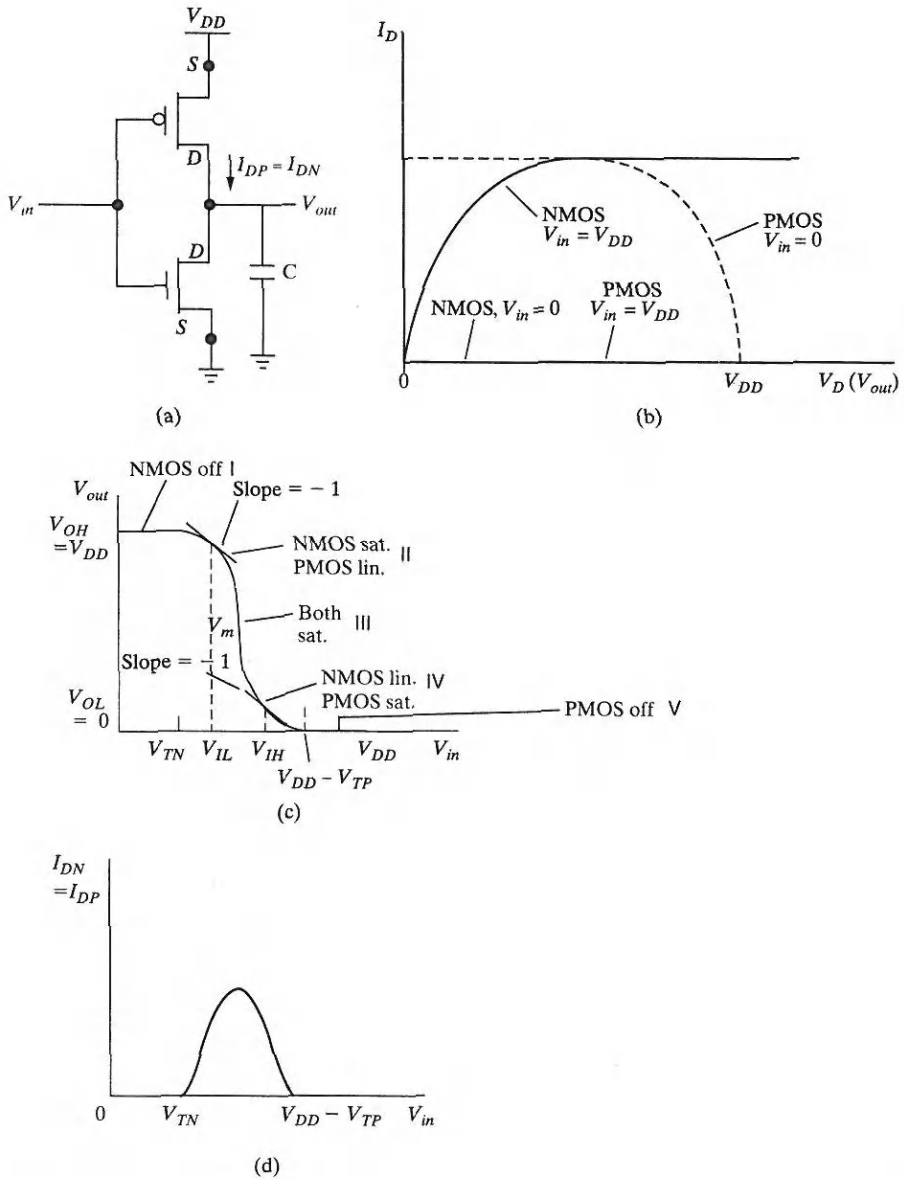 V_DD
S
D
I_DP = I_DN
V_in
V_out
D
C
S
(a)
I_D
NMOS
V_in = V_DD
PMOS
V_in = 0
NMOS, V_in = 0
PMOS
V_in = V_DD
0
V_DD
V_D (V_out)
(b)
NMOS off I
V_out
Slope = − 1
V_OH
= V_DD
NMOS sat. II
PMOS lin.
V_m
Both III
sat.
Slope = − 1
NMOS lin. IV
PMOS sat.
V_OL
= 0
PMOS off V
V_TN
V_IL
V_IH
V_DD
V_in
V_DD − V_TP
(c)
I_DN
= I_DP
0
V_TN
V_DD − V_TP
V_in
(d)